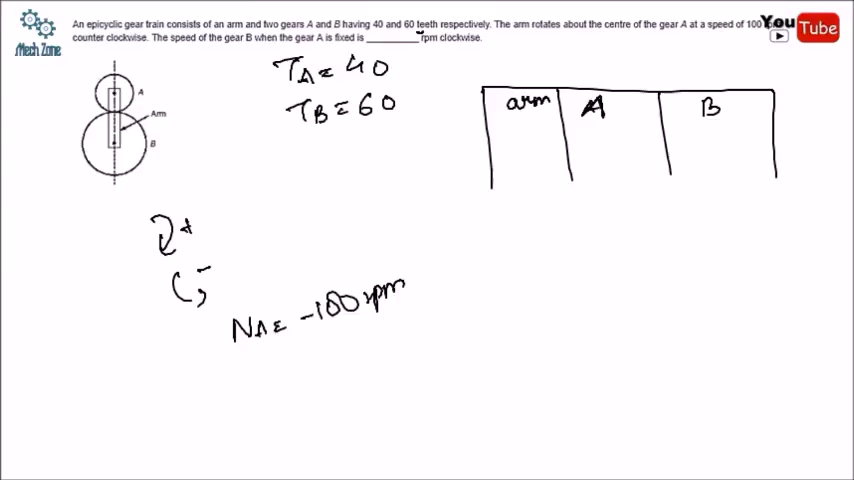 An epicyclic gear train consists of an arm and two gears A and B having 40 and 60 teeth respectively. The arm rotates about the centre of the gear A at a speed of 100
counter clockwise. The speed of the gear B when the gear A is fixed is __________ rpm clockwise.
You Tube
Mech Zone
A
Arm
B
TA = 40
TB = 60
arm A B
+
-
NA = -100 rpm